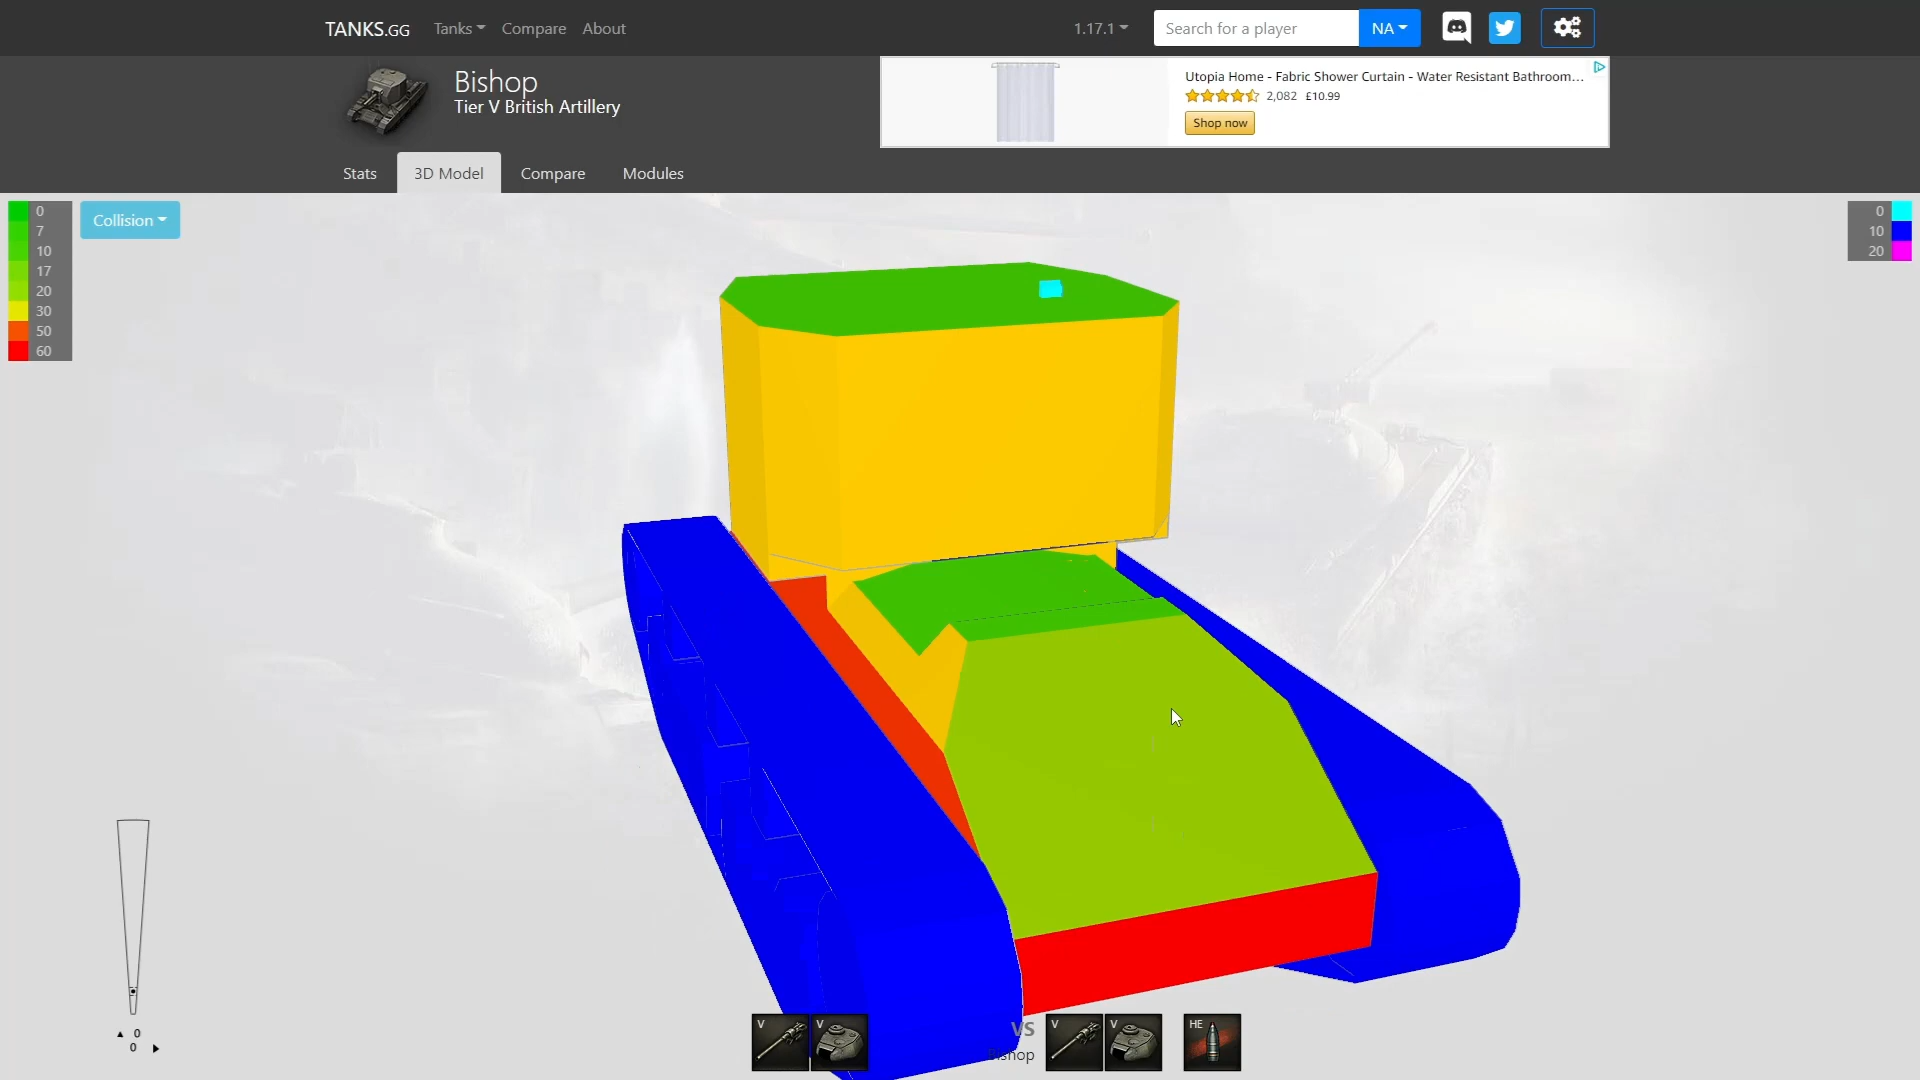 TANKS.GG Tanks Compare About 1.17.1 Search for a player NA
Bishop
Tier V British Artillery
Utopia Home - Fabric Shower Curtain - Water Resistant Bathroom...
2,082 £10.99
Shop now
Stats 3D Model Compare Modules
0
7
10
17
20
30
50
60
Collision
0
10
20
0
0
V V VS V V HE
Bishop